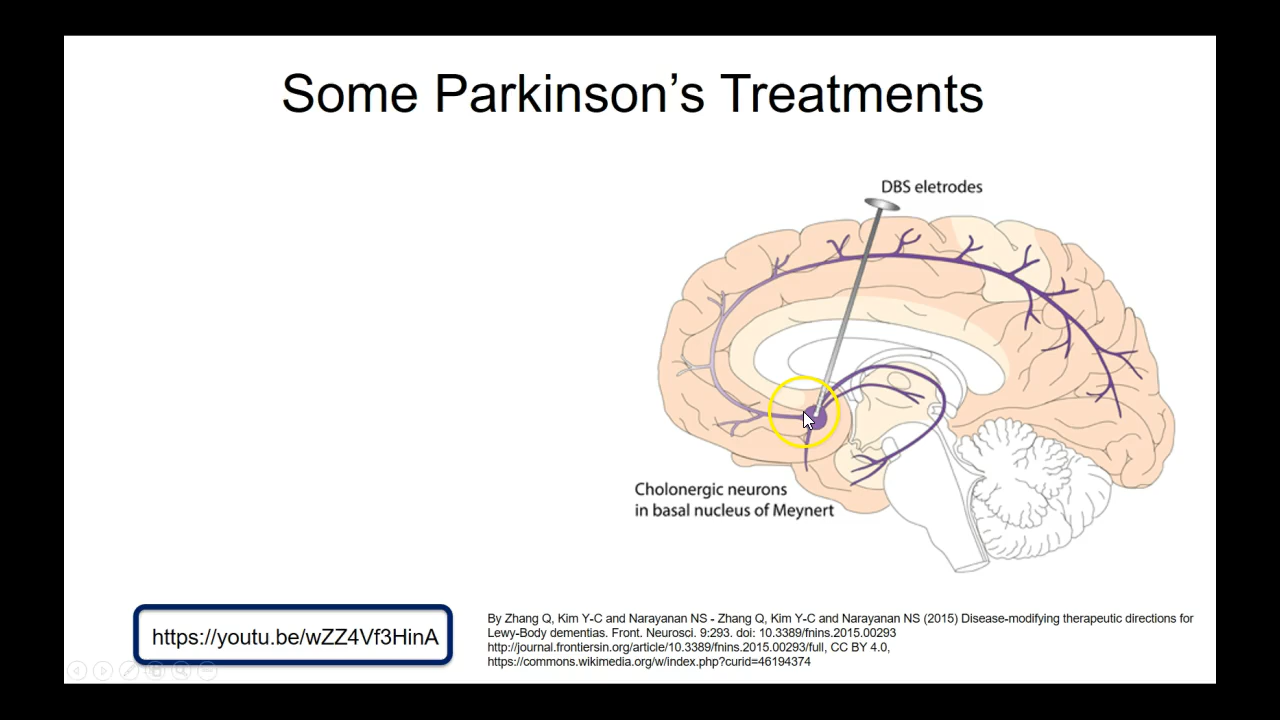 Some Parkinson’s Treatments
DBS eletrodes
Cholonergic neurons
in basal nucleus of Meynert
https://youtu.be/wZZ4Vf3HinA
By Zhang Q, Kim Y-C and Narayanan NS - Zhang Q, Kim Y-C and Narayanan NS (2015) Disease-modifying therapeutic directions for
Lewy-Body dementias. Front. Neurosci. 9:293. doi: 10.3389/fnins.2015.00293
http://journal.frontiersin.org/article/10.3389/fnins.2015.00293/full, CC BY 4.0,
https://commons.wikimedia.org/w/index.php?curid=46194374